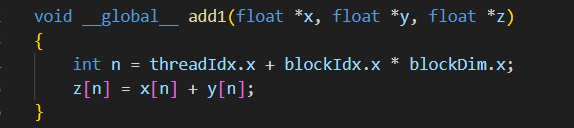 void __global__ add1(float *x, float *y, float *z)
{
    int n = threadIdx.x + blockIdx.x * blockDim.x;
    z[n] = x[n] + y[n];
}